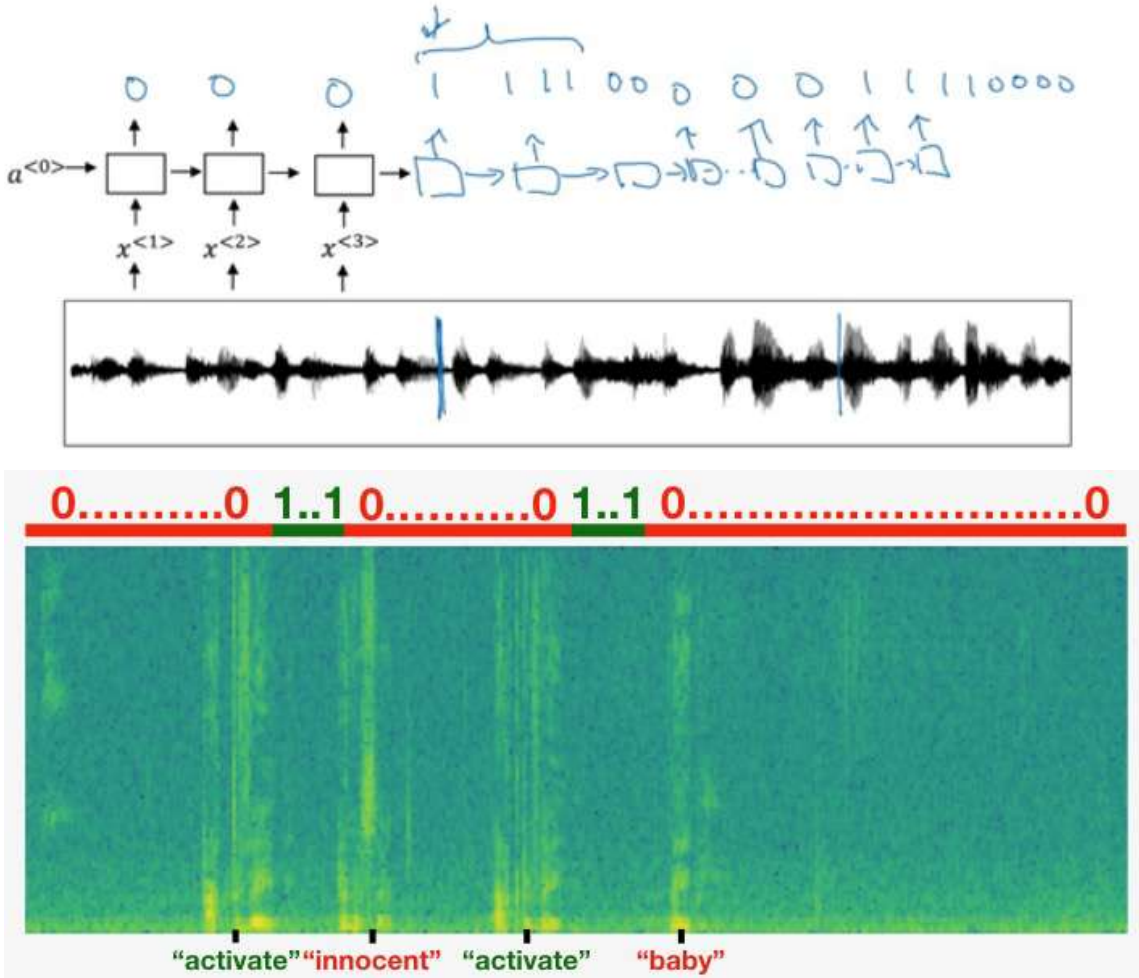 0 0 0 1 1 1 1 0 0 0 0 0 1 1 1 1 0 0 0 0
a<0>
x<1> x<2> x<3>
0..........0 1..1 0..........0 1..1 0..............................0
“activate” “innocent” “activate” “baby”